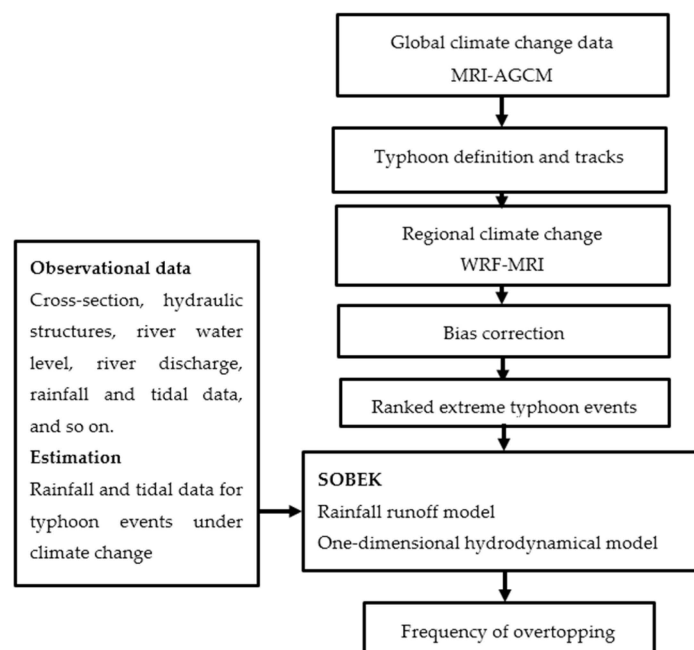 Global climate change data
MRI-AGCM
Typhoon definition and tracks
Regional climate change
WRF-MRI
Bias correction
Ranked extreme typhoon events
Observational data
Cross-section, hydraulic
structures, river water
level, river discharge,
rainfall and tidal data,
and so on.
Estimation
Rainfall and tidal data for
typhoon events under
climate change
SOBEK
Rainfall runoff model
One-dimensional hydrodynamical model
Frequency of overtopping